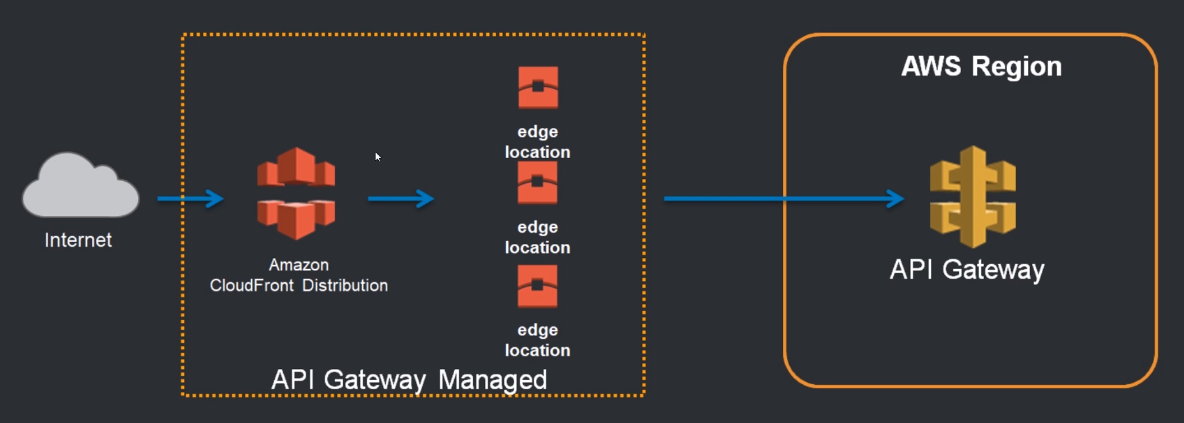 AWS Region
edge
location
edge
location
Internet
Amazon
CloudFront Distribution
API Gateway
edge
location
API Gateway Managed